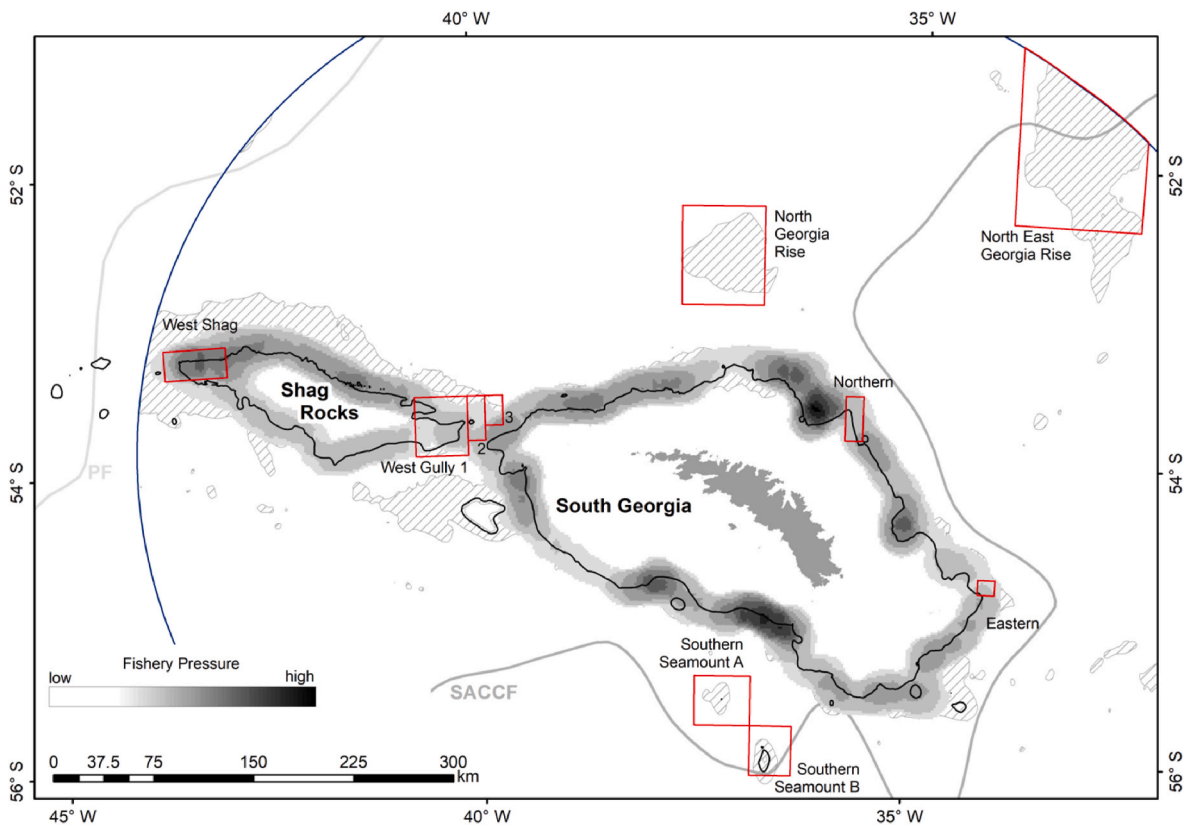 40° W
35° W
52° S
52° S
North
Georgia
Rise
North East
Georgia Rise
West Shag
Shag
Rocks
Northern
3
2
West Gully 1
PF
54° S
54° S
South Georgia
Eastern
Southern
Seamount A
Fishery Pressure
low
high
SACCF
0 37.5 75 150 225 300
km
Southern
Seamount B
56° S
56° S
45° W
40° W
35° W